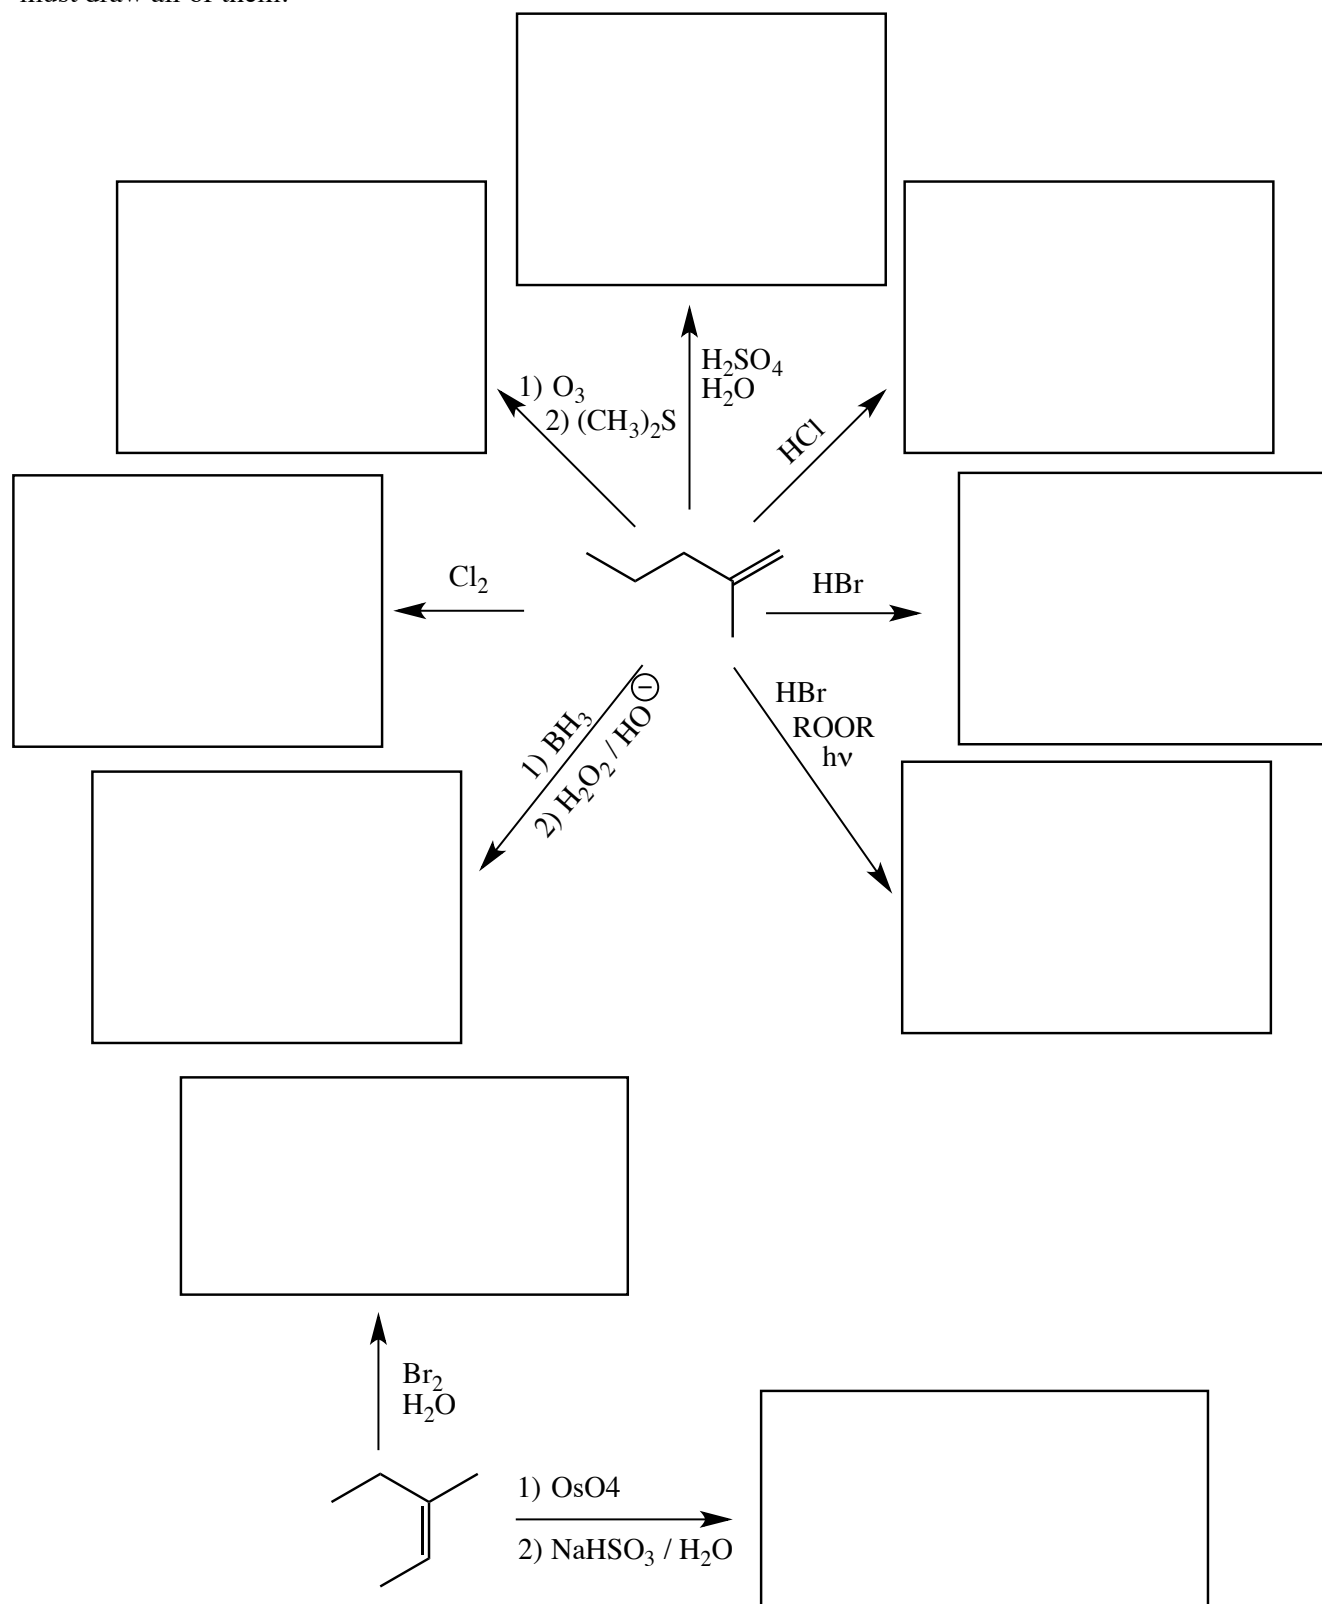 must draw all of them.
H₂SO₄
H₂O
1) O₃
2) (CH₃)₂S
HCl
Cl₂
HBr
1) BH₃
2) H₂O₂ / HO⊖
HBr
ROOR
hν
Br₂
H₂O
1) OsO4
2) NaHSO₃ / H₂O